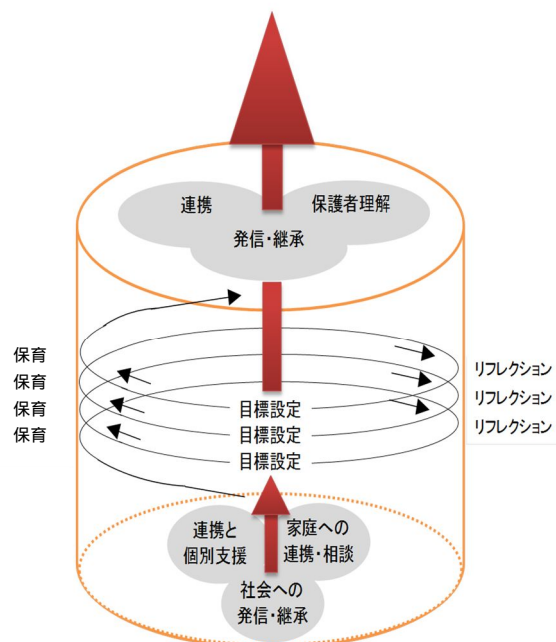 連携
保護者理解
発信・継承
保育
保育
保育
保育
リフレクション
リフレクション
リフレクション
目標設定
目標設定
目標設定
連携と
個別支援
家庭への
連携・相談
社会への
発信・継承